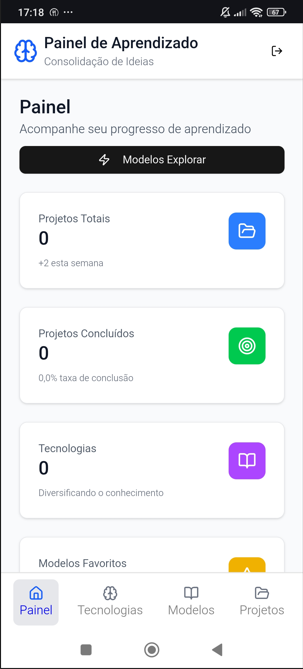 17:18
67
Painel de Aprendizado
Consolidação de Ideias
Painel
Acompanhe seu progresso de aprendizado
Modelos Explorar
Projetos Totais
0
+2 esta semana
Projetos Concluídos
0
0,0% taxa de conclusão
Tecnologias
0
Diversificando o conhecimento
Modelos Favoritos
Painel
Tecnologias
Modelos
Projetos